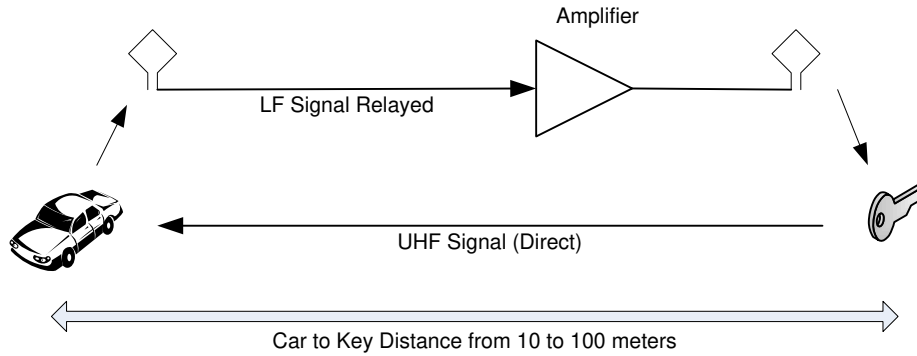 Amplifier
LF Signal Relayed
UHF Signal (Direct)
Car to Key Distance from 10 to 100 meters